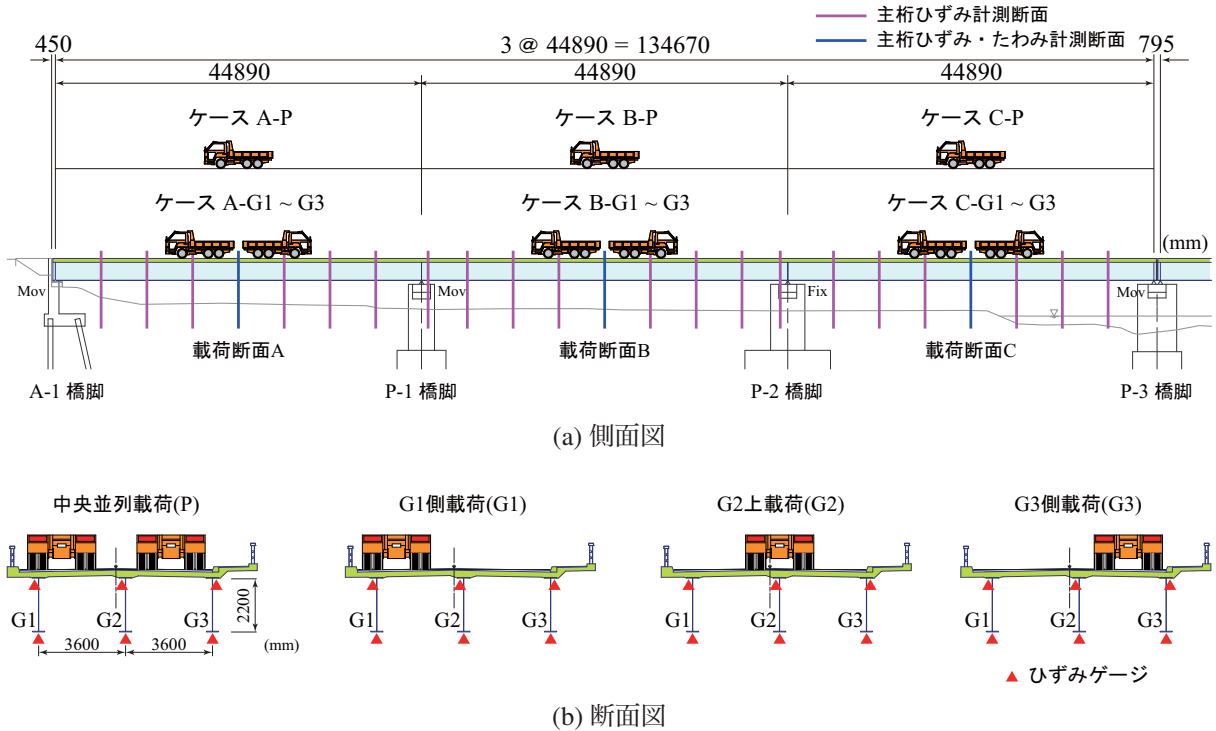 主桁ひずみ計測断面
主桁ひずみ・たわみ計測断面
450
3 @ 44890 = 134670
795
44890
44890
44890
ケース A-P
ケース B-P
ケース C-P
ケース A-G1 ~ G3
ケース B-G1 ~ G3
ケース C-G1 ~ G3
(mm)
Mov
Mov
Fix
Mov
載荷断面A
載荷断面B
載荷断面C
A-1 橋脚
P-1 橋脚
P-2 橋脚
P-3 橋脚
(a) 側面図
中央並列載荷(P)
G1側載荷(G1)
G2上載荷(G2)
G3側載荷(G3)
G1
G2
G3
2200
3600
3600
(mm)
G1
G2
G3
G1
G2
G3
G1
G2
G3
ひずみゲージ
(b) 断面図